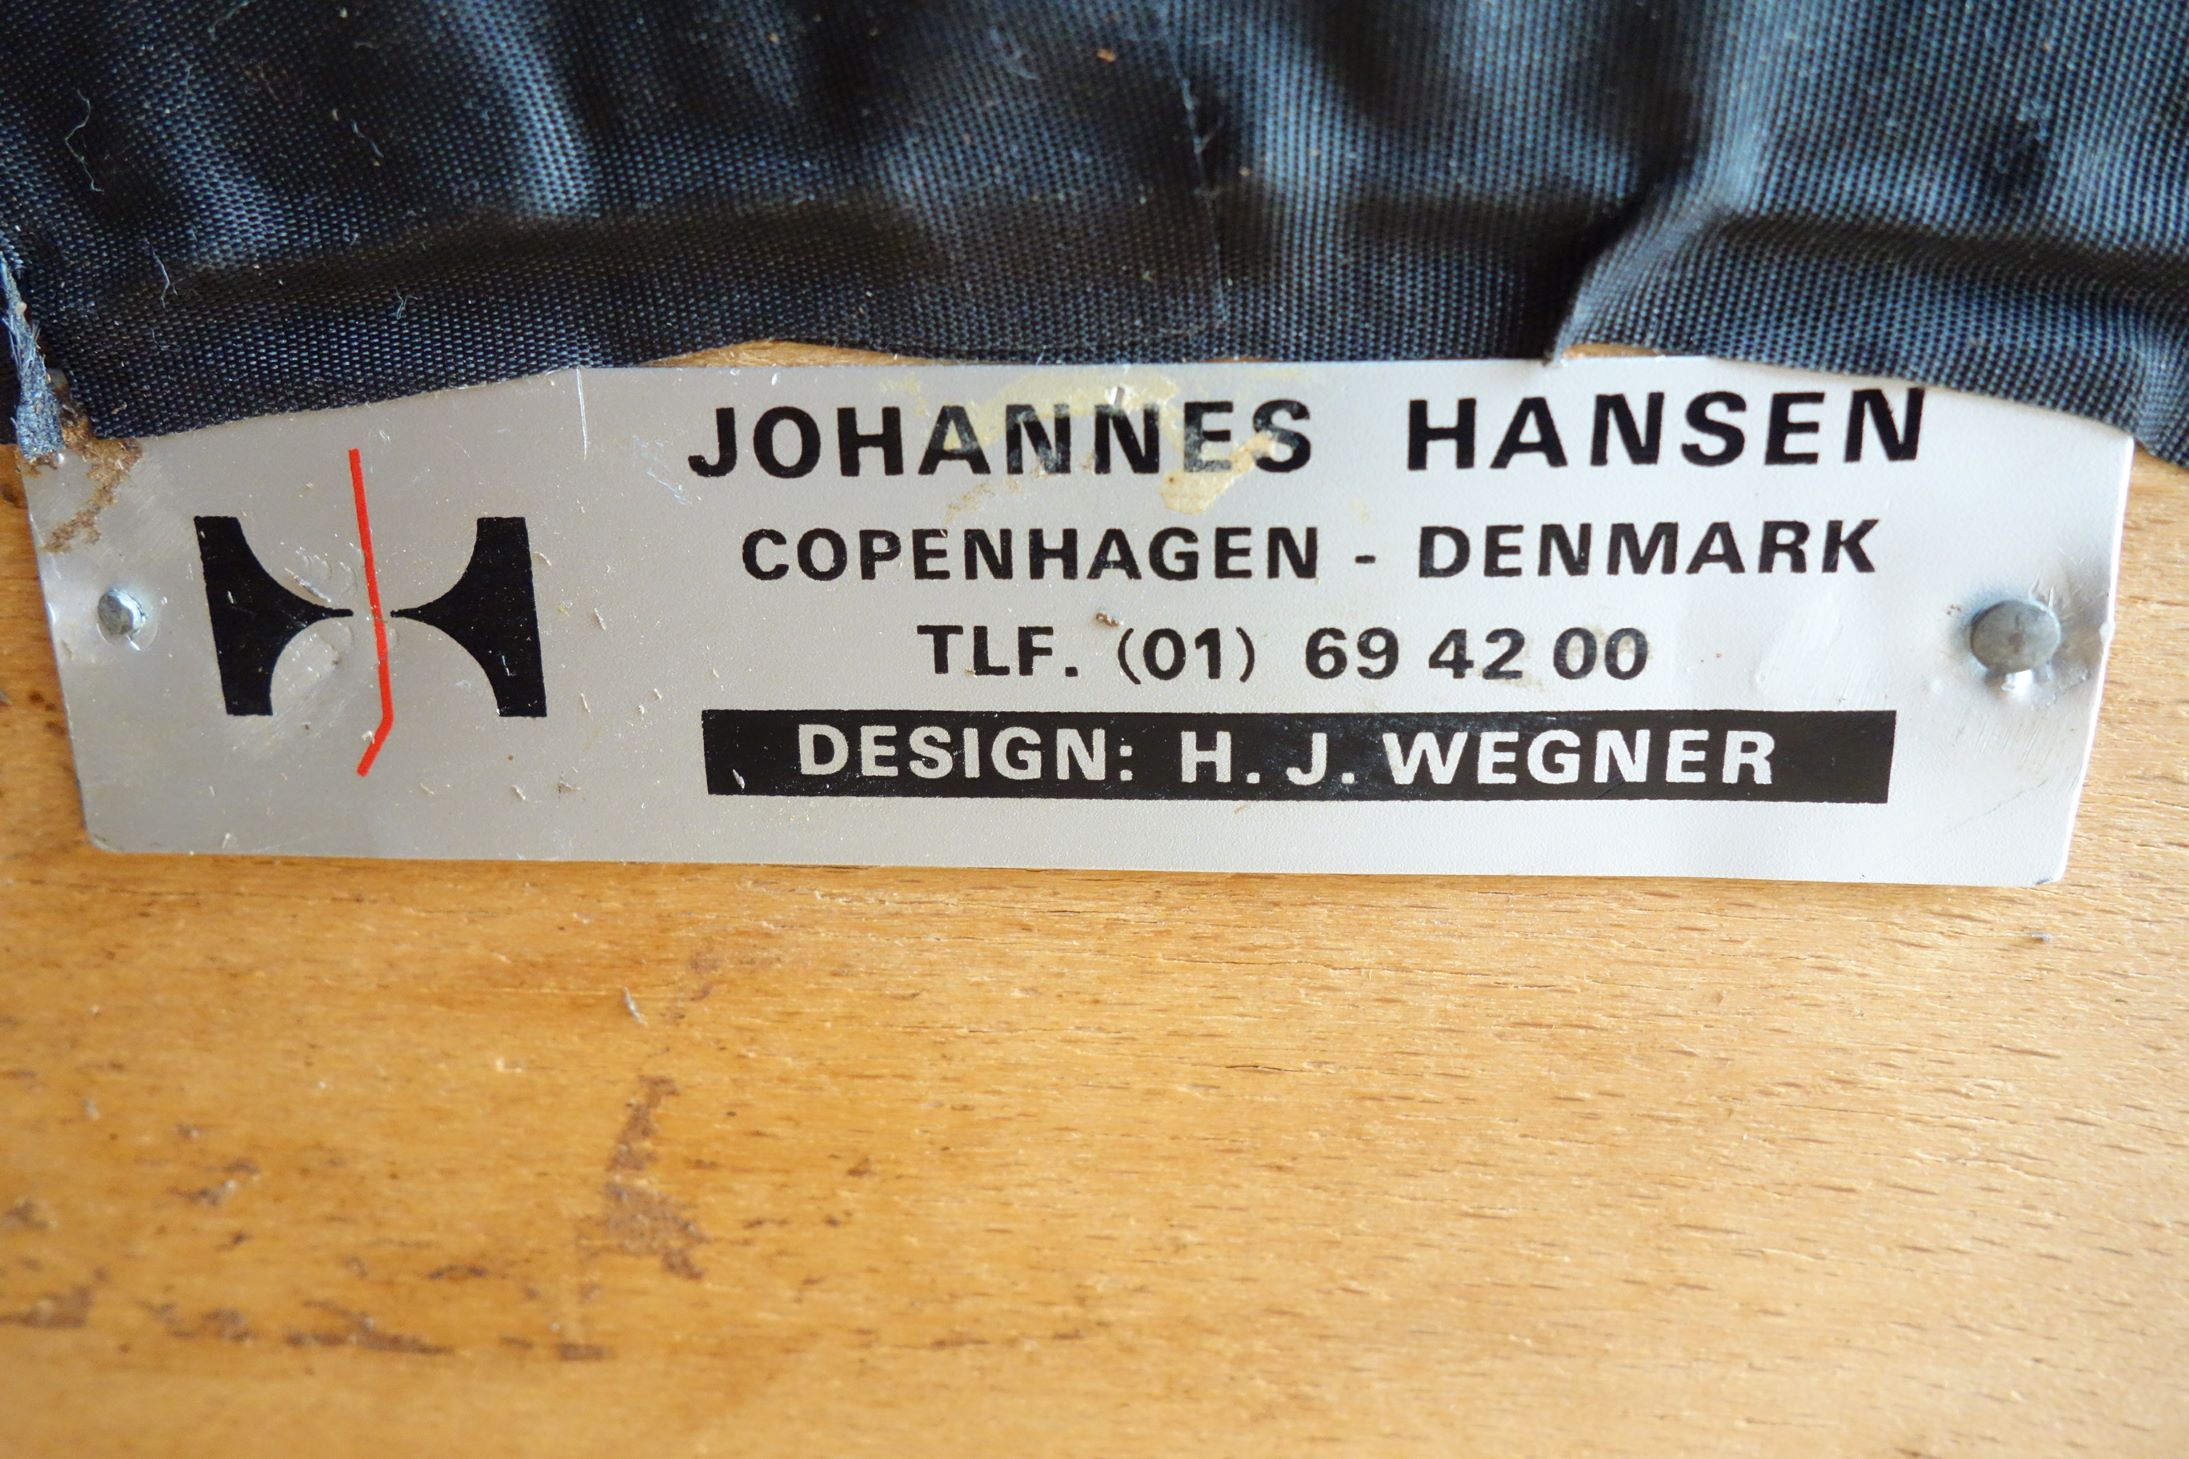 JOHANNES HANSEN
COPENHAGEN - DENMARK
TLF. (01) 69 42 00
DESIGN: H. J. WEGNER